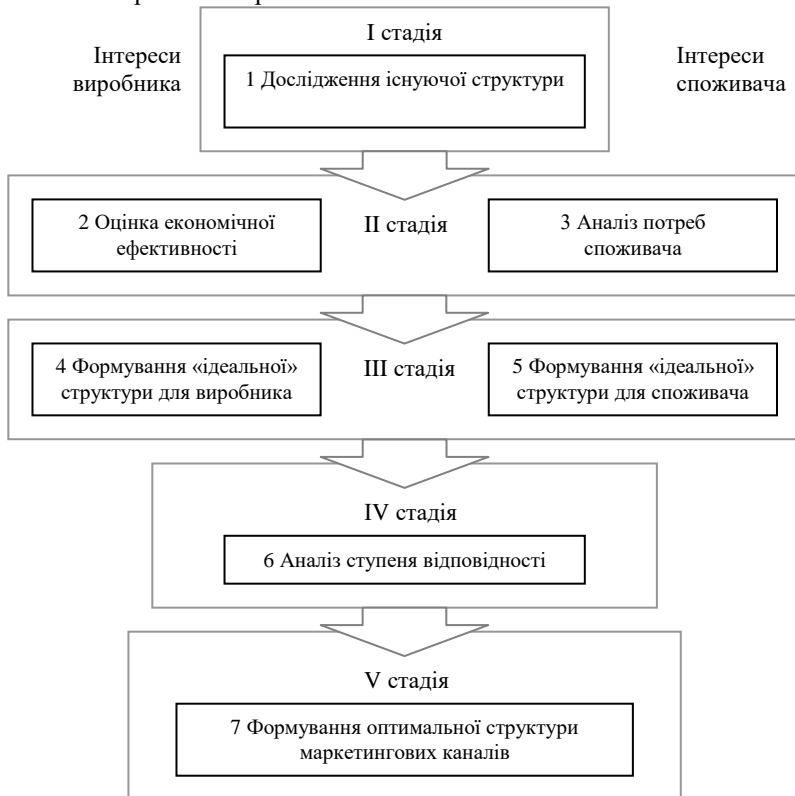 І стадія
Інтереси
виробника
Інтереси
споживача
1 Дослідження існуючої структури
2 Оцінка економічної
ефективності
ІІ стадія
3 Аналіз потреб
споживача
4 Формування «ідеальної»
структури для виробника
ІІІ стадія
5 Формування «ідеальної»
структури для споживача
IV стадія
6 Аналіз ступеня відповідності
V стадія
7 Формування оптимальної структури
маркетингових каналів